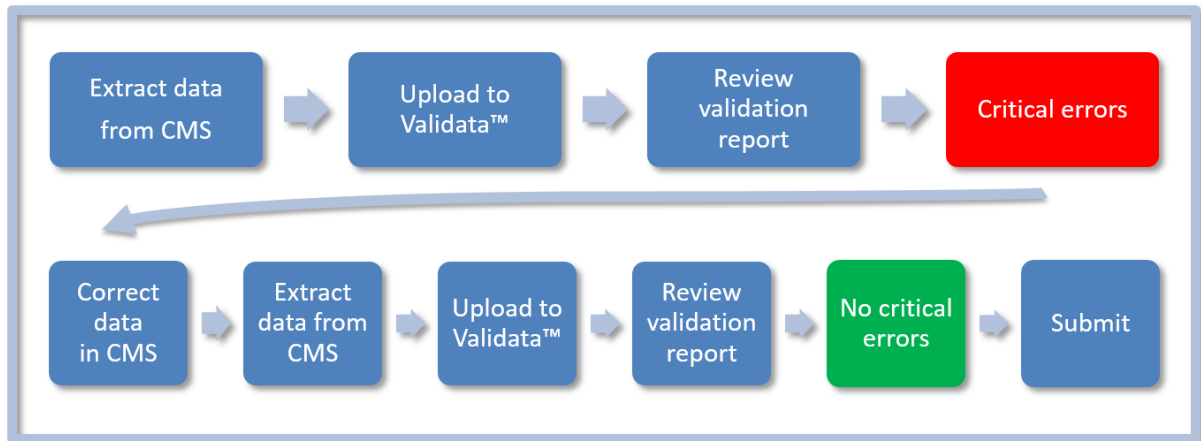 Extract data
from CMS
Upload to
Validata™
Review
validation
report
Critical errors
Correct
data
in CMS
Extract
data from
CMS
Upload to
Validata™
Review
validation
report
No critical
errors
Submit